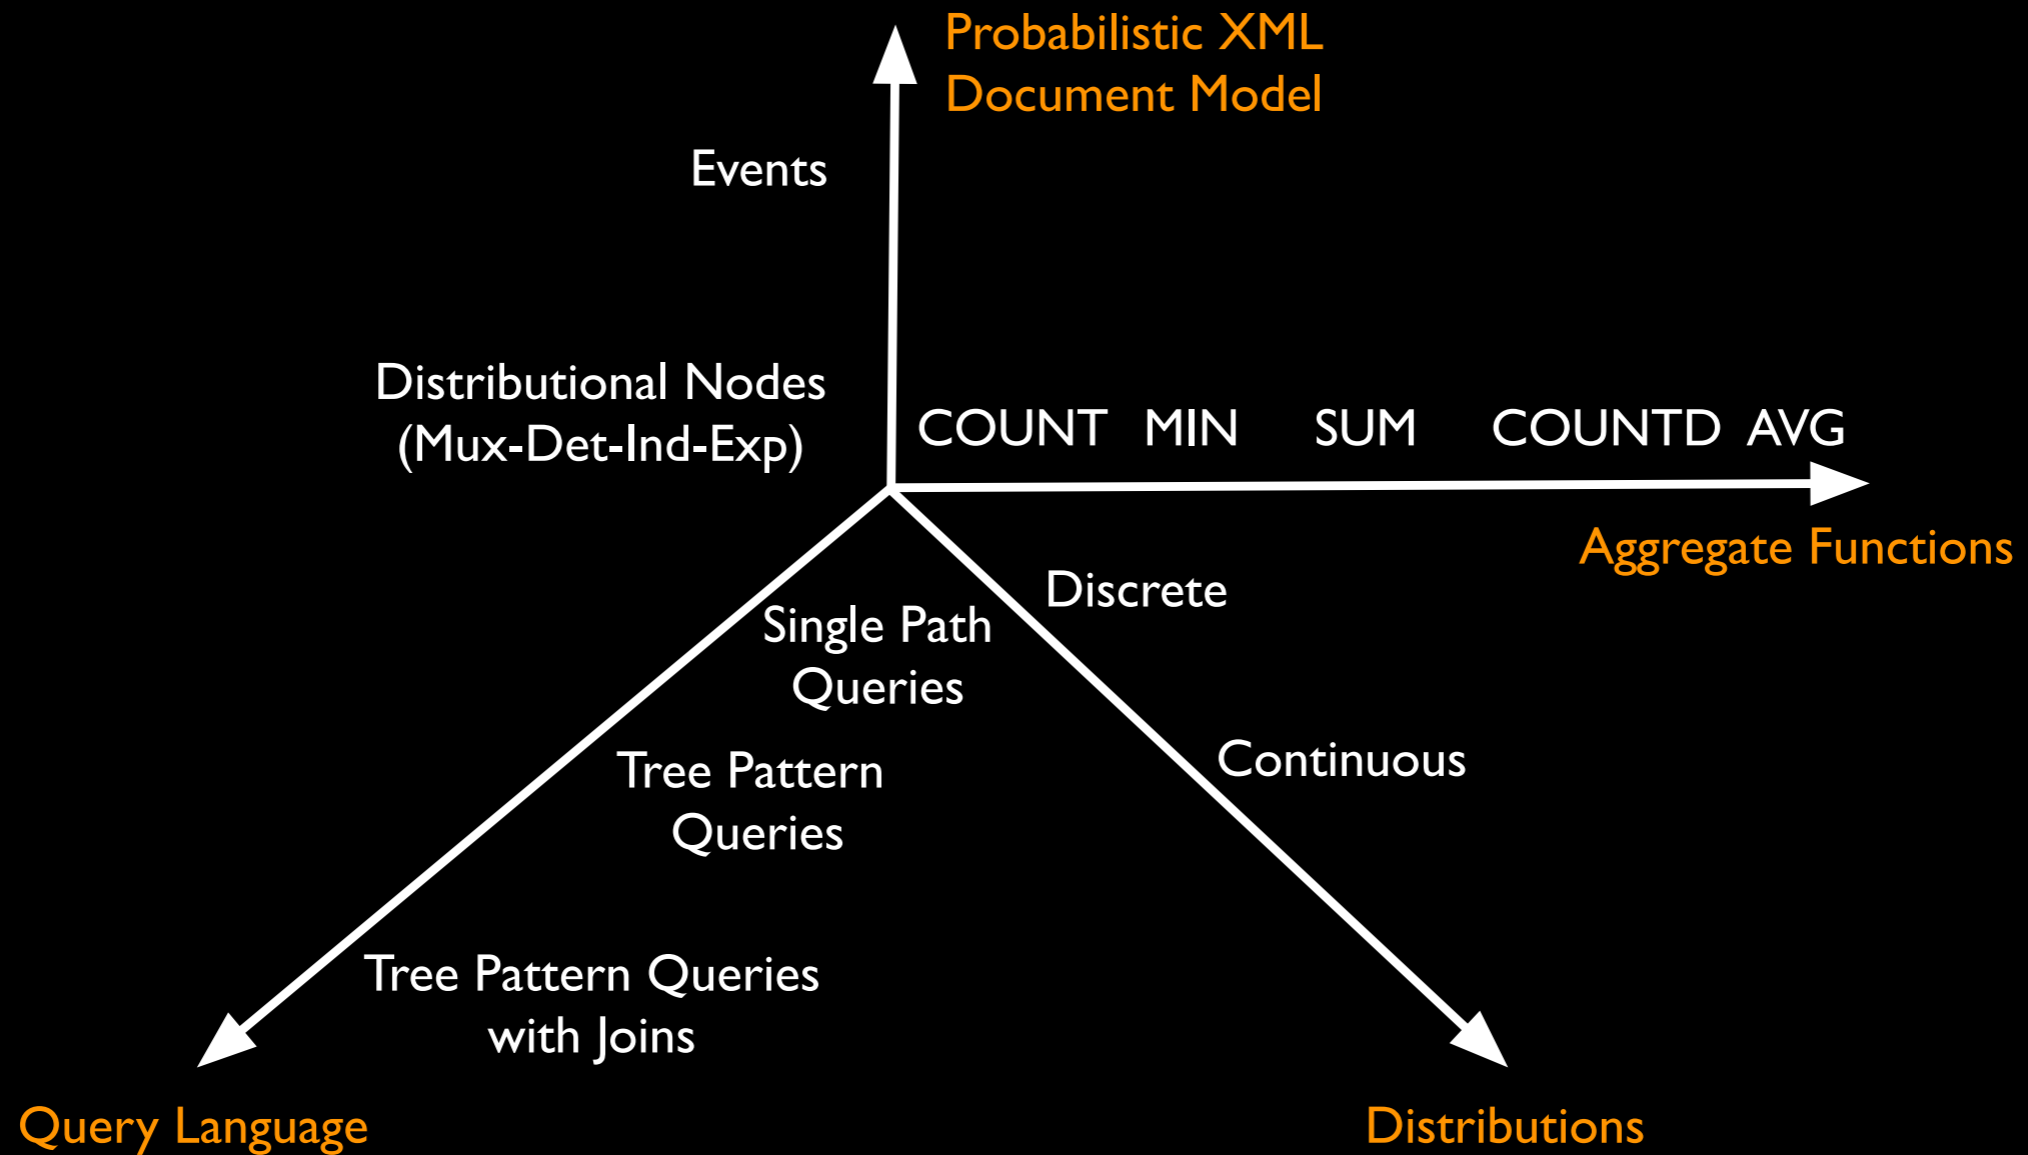 Probabilistic XML
Document Model
Events
Distributional Nodes
(Mux-Det-Ind-Exp)
COUNT MIN SUM COUNTD AVG
Aggregate Functions
Discrete
Single Path
Queries
Continuous
Tree Pattern
Queries
Tree Pattern Queries
with Joins
Query Language
Distributions